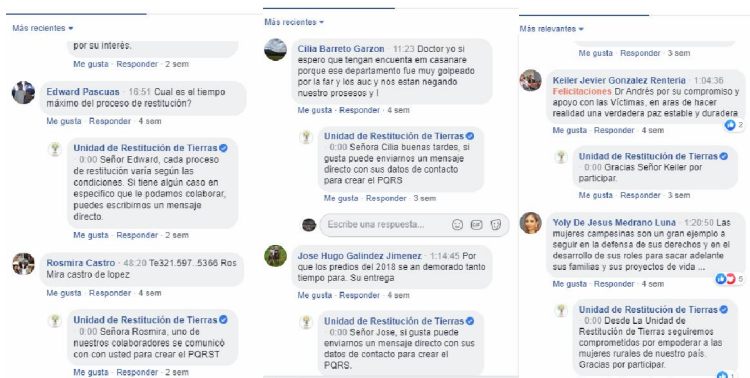 Más recientes
por su interés.
Me gusta · Responder · 2 sem
Edward Pascuas · 16:51 Cual es el tiempo
máximo del proceso de restitución?
Me gusta · Responder · 4 sem
Unidad de Restitución de Tierras
· 0:00 Señor Edward, cada proceso
de restitución varía según las
condiciones. Si tiene algún caso en
especifico que le podamos colaborar,
puedes escribirnos un mensaje
directo.
Me gusta · Responder · 2 sem
Rosmira Castro · 48:20 Te321.597..5366 Ros
Mira castro de lopez
Me gusta · Responder · 4 sem
Unidad de Restitución de Tierras
· 0:00 Señora Rosmira, uno de
nuestros colaboradores se comunicó
con con usted para crear el PQRST
Me gusta · Responder · 2 sem
Más recientes
Cilia Barreto Garzon · 11:23 Doctor yo si
espero que tengan encuenta em casanare
porque ese departamento fue muy golpeado
por la far y los auc y nos están negando
nuestro prosesos y l
Me gusta · Responder · 4 sem
Unidad de Restitución de Tierras
· 0:00 Señora Cilia buenas tardes, si
gusta puede enviarnos un mensaje
directo con sus datos de contacto
para crear el PQRS
Me gusta · Responder · 3 sem
Escribe una respuesta...
GIF
Jose Hugo Galindez Jimenez · 1:14:45 Por
que los predios del 2018 se an demorado tanto
tiempo para. Su entrega
Me gusta · Responder · 4 sem
Unidad de Restitución de Tierras
· 0:00 Señor Jose, si gusta puede
enviarnos un mensaje directo con sus
datos de contacto para crear el
PQRS.
Me gusta · Responder · 3 sem
Más relevantes
Me gusta · Responder · 3 sem
Keiler Javier Gonzalez Renteria · 1:04:36
Felicitaciones Dr Andrés por su compromiso y
apoyo con las Víctimas, en aras de hacer
realidad una verdadera paz estable y duradera
Me gusta · Responder · 4 sem
2
Unidad de Restitución de Tierras
· 0:00 Gracias Señor Keiler por
participar.
Me gusta · Responder · 3 sem
Yoly De Jesus Medrano Luna · 1:20:50 Las
mujeres campesinas son un gran ejemplo a
seguir en la defensa de sus derechos y en el
desarrollo de sus roles para sacar adelante
sus familias y sus proyectos de vida ...
Me gusta · Responder · 4 sem
6
Unidad de Restitución de Tierras
· 0:00 Desde La Unidad de
Restitución de Tierras seguiremos
comprometidos por empoderar a las
mujeres rurales de nuestro país.
Gracias por participar.
Me gusta · Responder · 3 sem
1